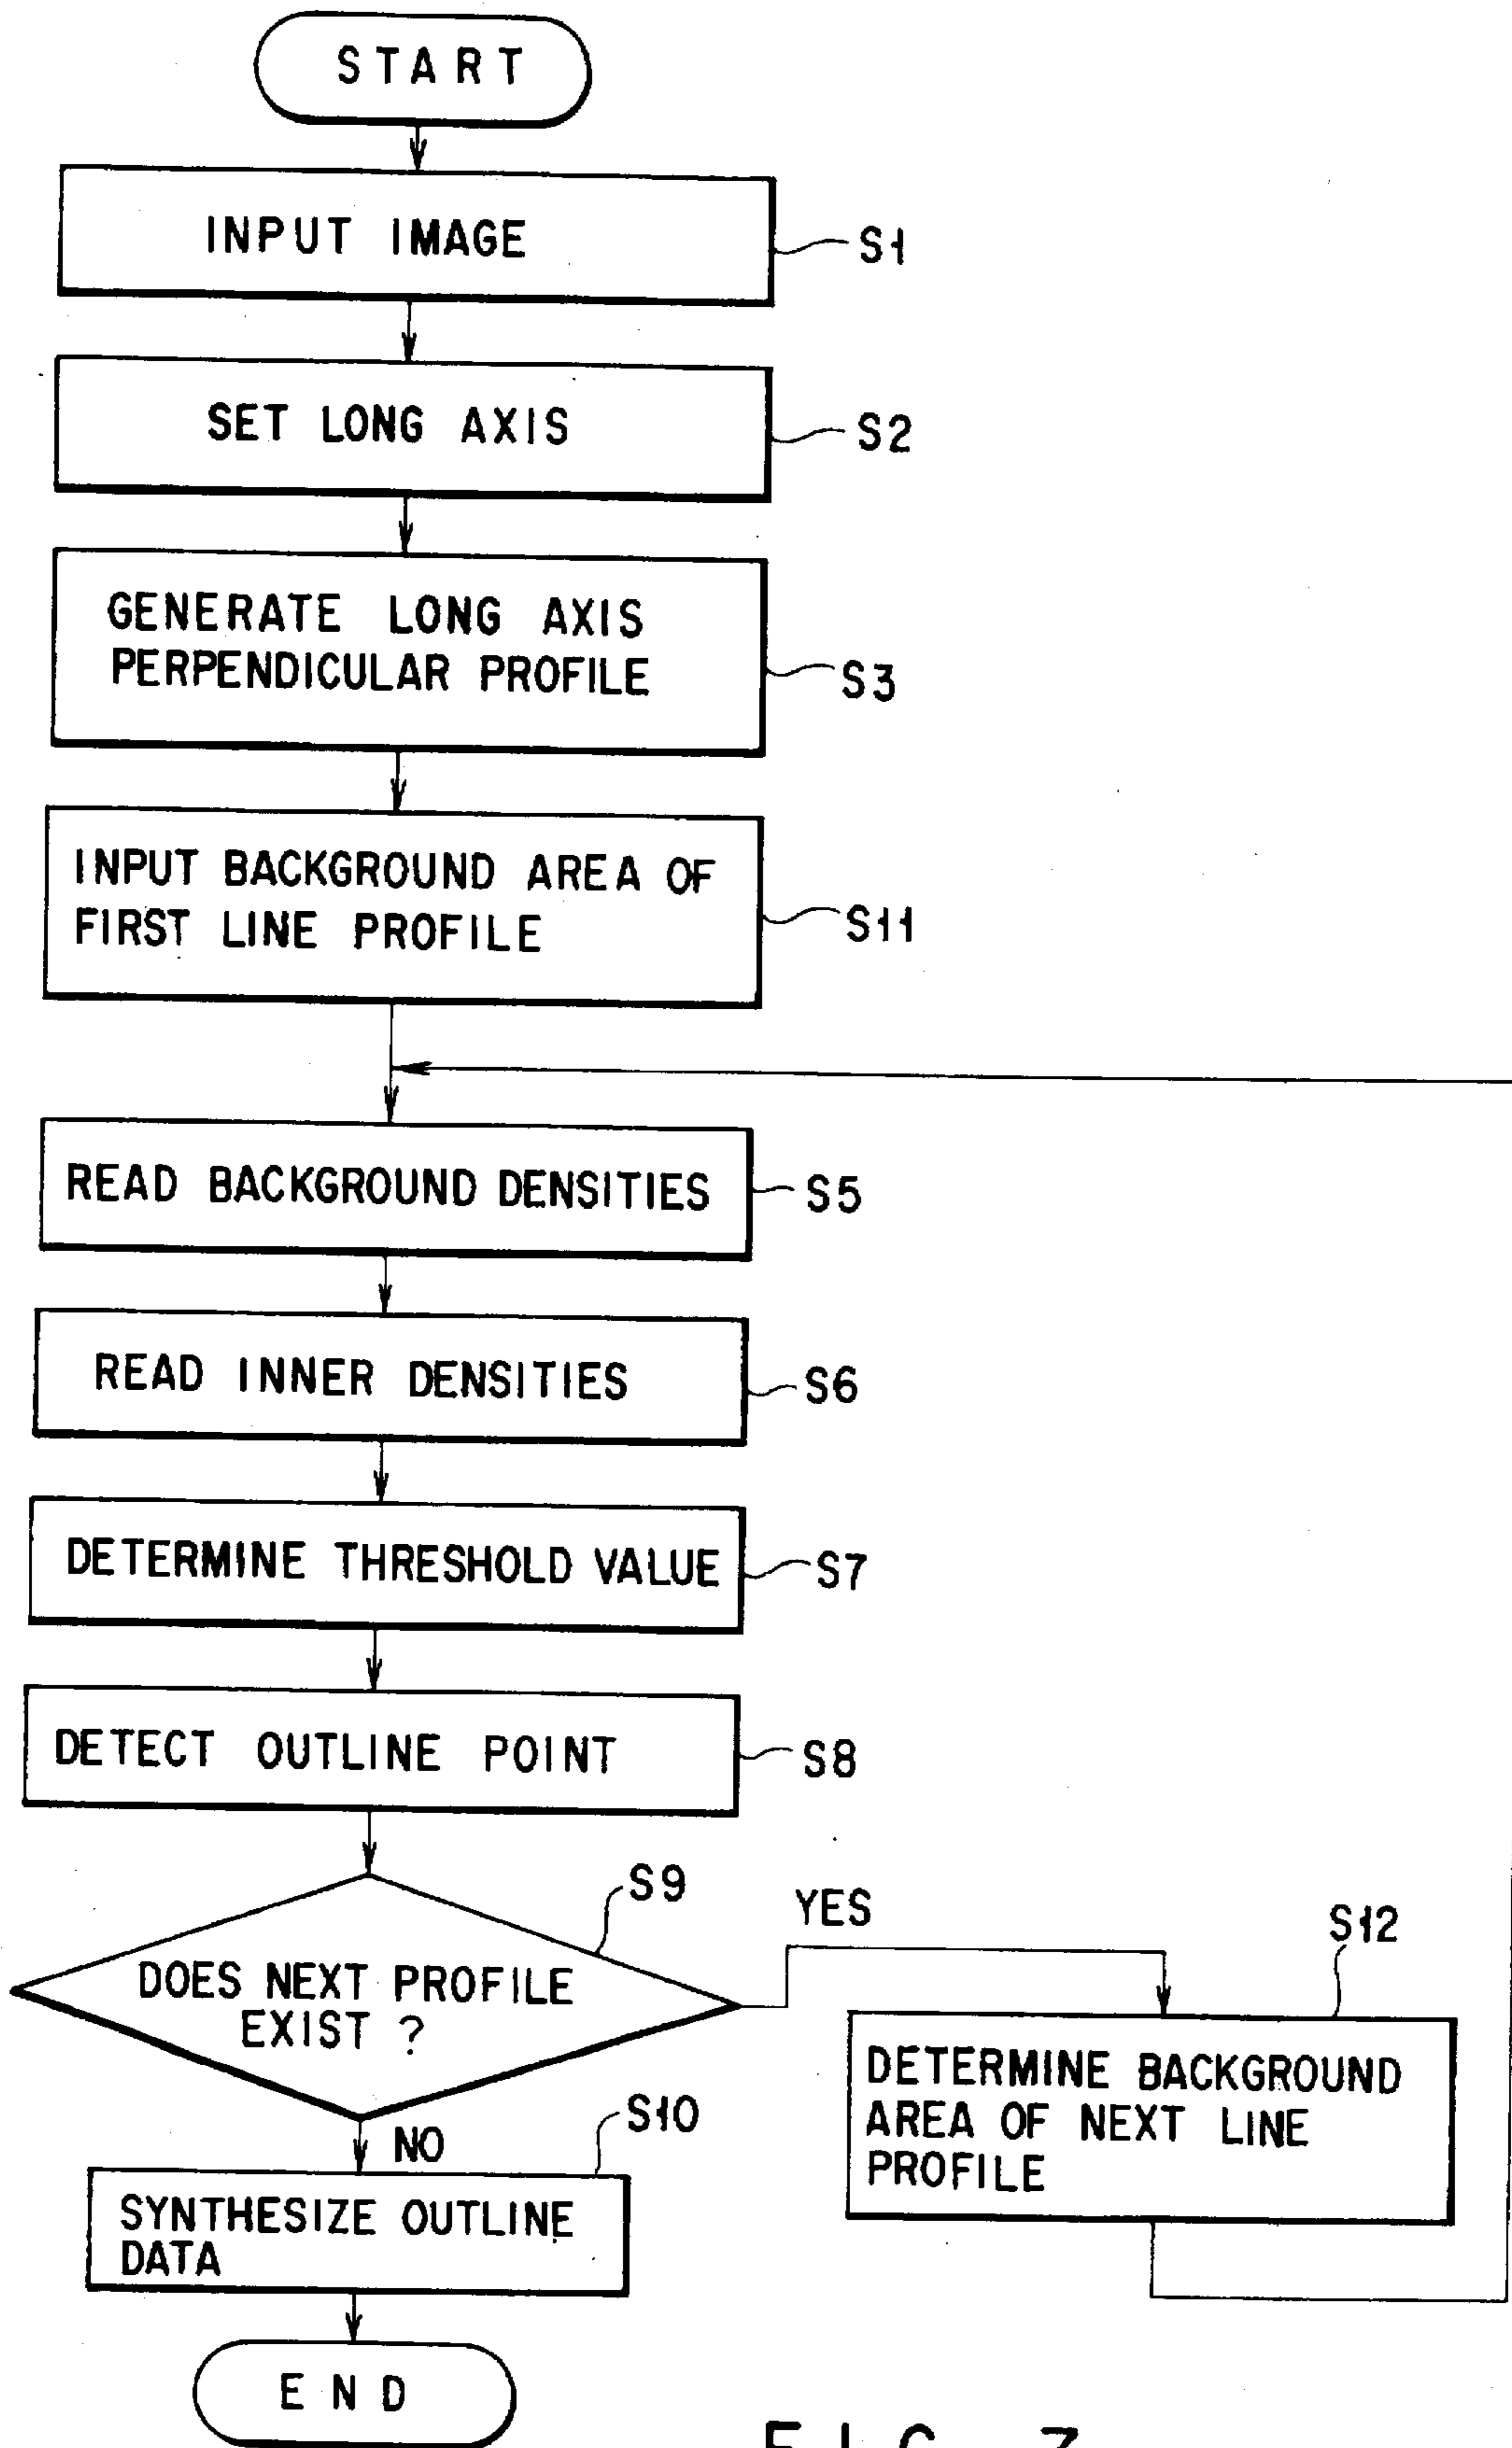 START
INPUT IMAGE
S1
SET LONG AXIS
S2
GENERATE LONG AXIS
PERPENDICULAR PROFILE
S3
INPUT BACKGROUND AREA OF
FIRST LINE PROFILE
S11
READ BACKGROUND DENSITIES
S5
READ INNER DENSITIES
S6
DETERMINE THRESHOLD VALUE
S7
DETECT OUTLINE POINT
S8
S9
DOES NEXT PROFILE
EXIST ?
YES
S12
DETERMINE BACKGROUND
AREA OF NEXT LINE
PROFILE
NO
S10
SYNTHESIZE OUTLINE
DATA
END